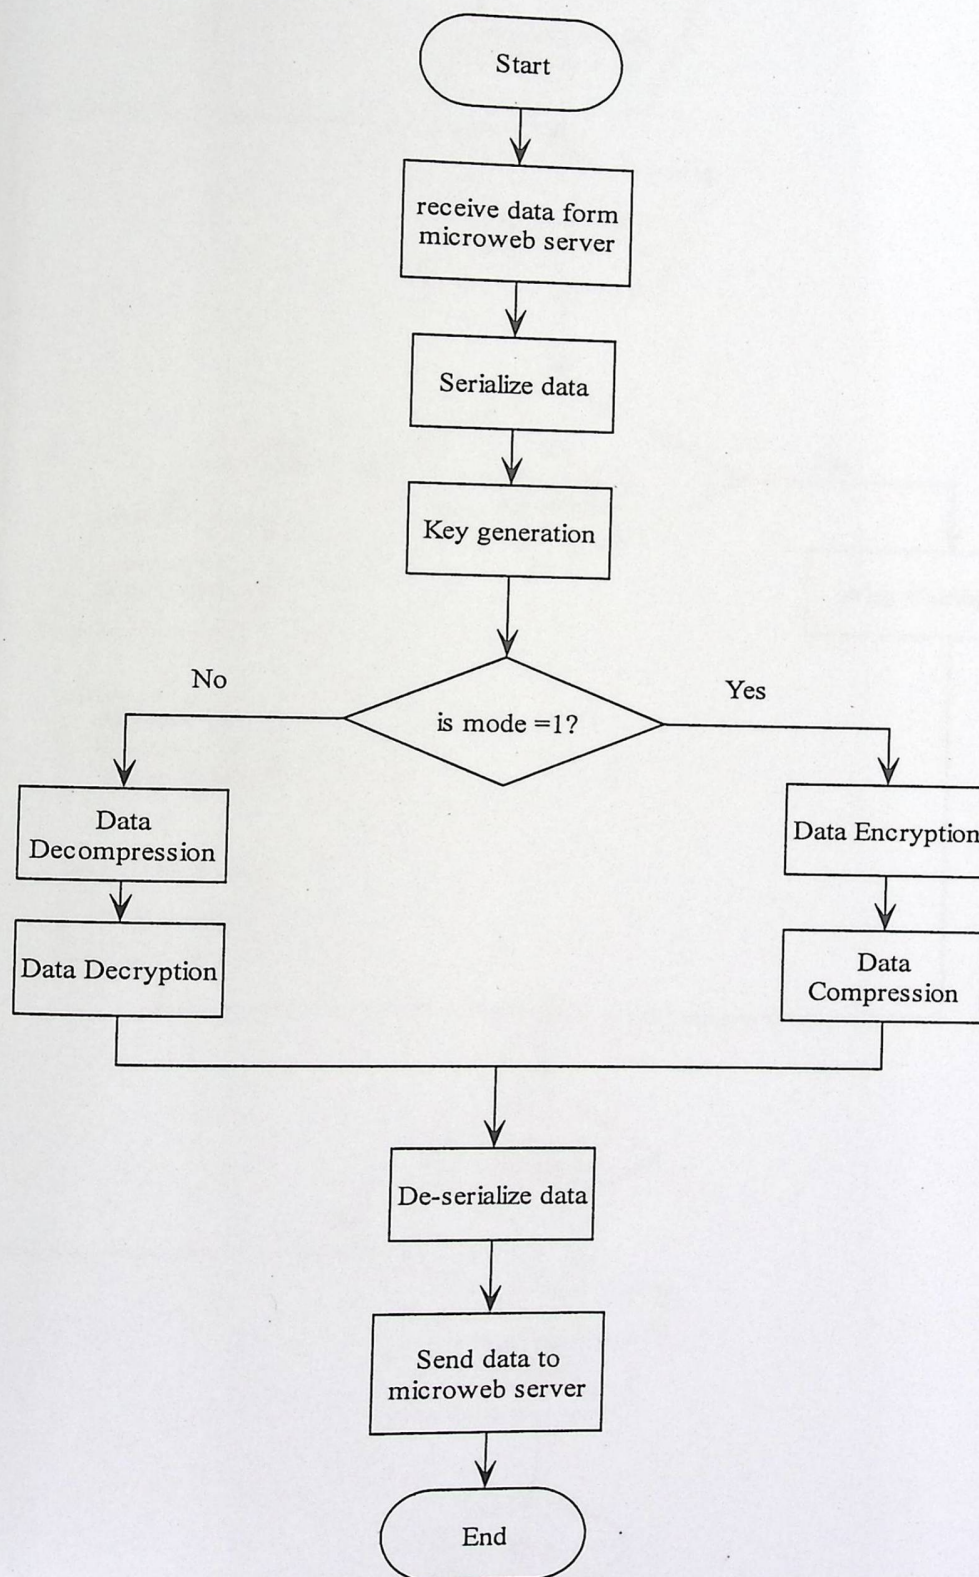 Start
receive data form
microweb server
Serialize data
Key generation
is mode =1?
No
Yes
Data
Decompression
Data Encryption
Data Decryption
Data
Compression
De-serialize data
Send data to
microweb server
End